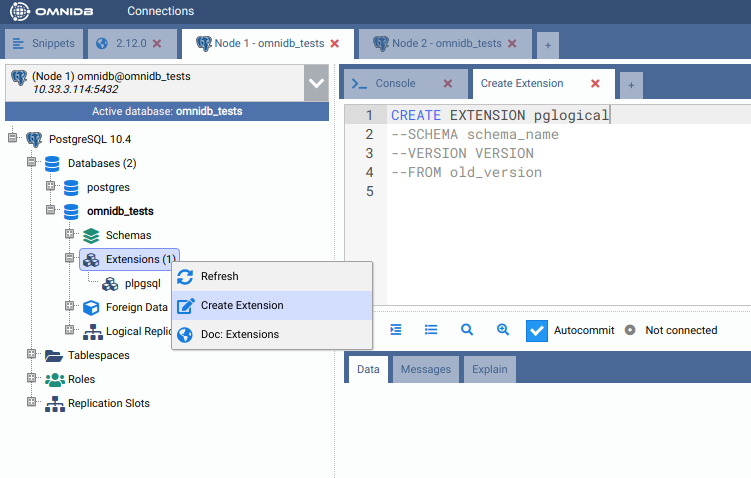 OMNIDB Connections
Snippets 2.12.0 Node 1 - omnidb_tests Node 2 - omnidb_tests +
(Node 1) omnidb@omnidb_tests
10.33.3.114:5432
Active database: omnidb_tests
PostgreSQL 10.4
Databases (2)
postgres
omnidb_tests
Schemas
Extensions (1)
plpgsql
Foreign Data
Logical Replic
Tablespaces
Roles
Replication Slots
Refresh
Create Extension
Doc: Extensions
Console Create Extension +
1 CREATE EXTENSION pglogical
2 --SCHEMA schema_name
3 --VERSION VERSION
4 --FROM old_version
5
Autocommit Not connected
Data Messages Explain